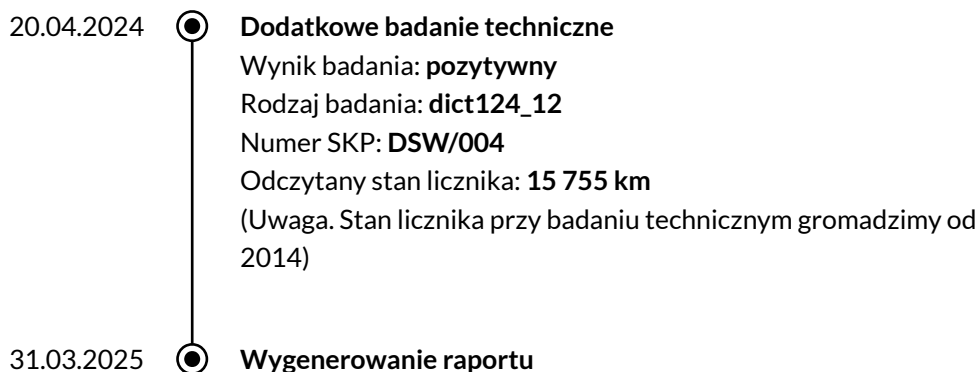 20.04.2024 Dodatkowe badanie techniczne
Wynik badania: pozytywny
Rodzaj badania: dict124_12
Numer SKP: DSW/004
Odczytany stan licznika: 15 755 km
(Uwaga. Stan licznika przy badaniu technicznym gromadzimy od
2014)
31.03.2025 Wygenerowanie raportu